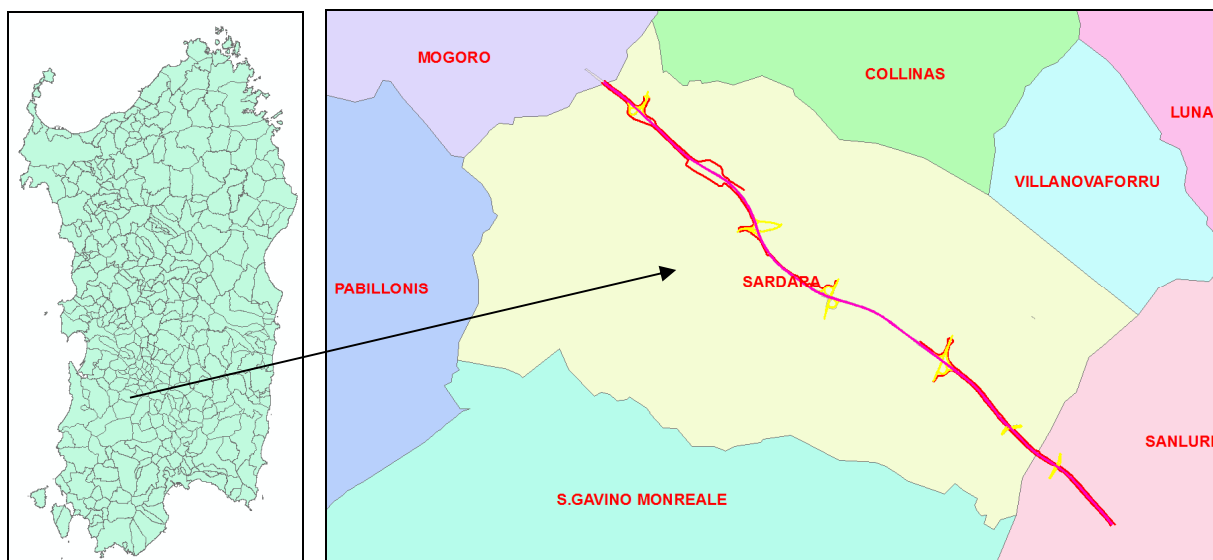 MOGORO
COLLINAS
LUNA
VILLANOVAFORRU
SARDARA
PABILLONIS
SANLURI
S.GAVINO MONREALE